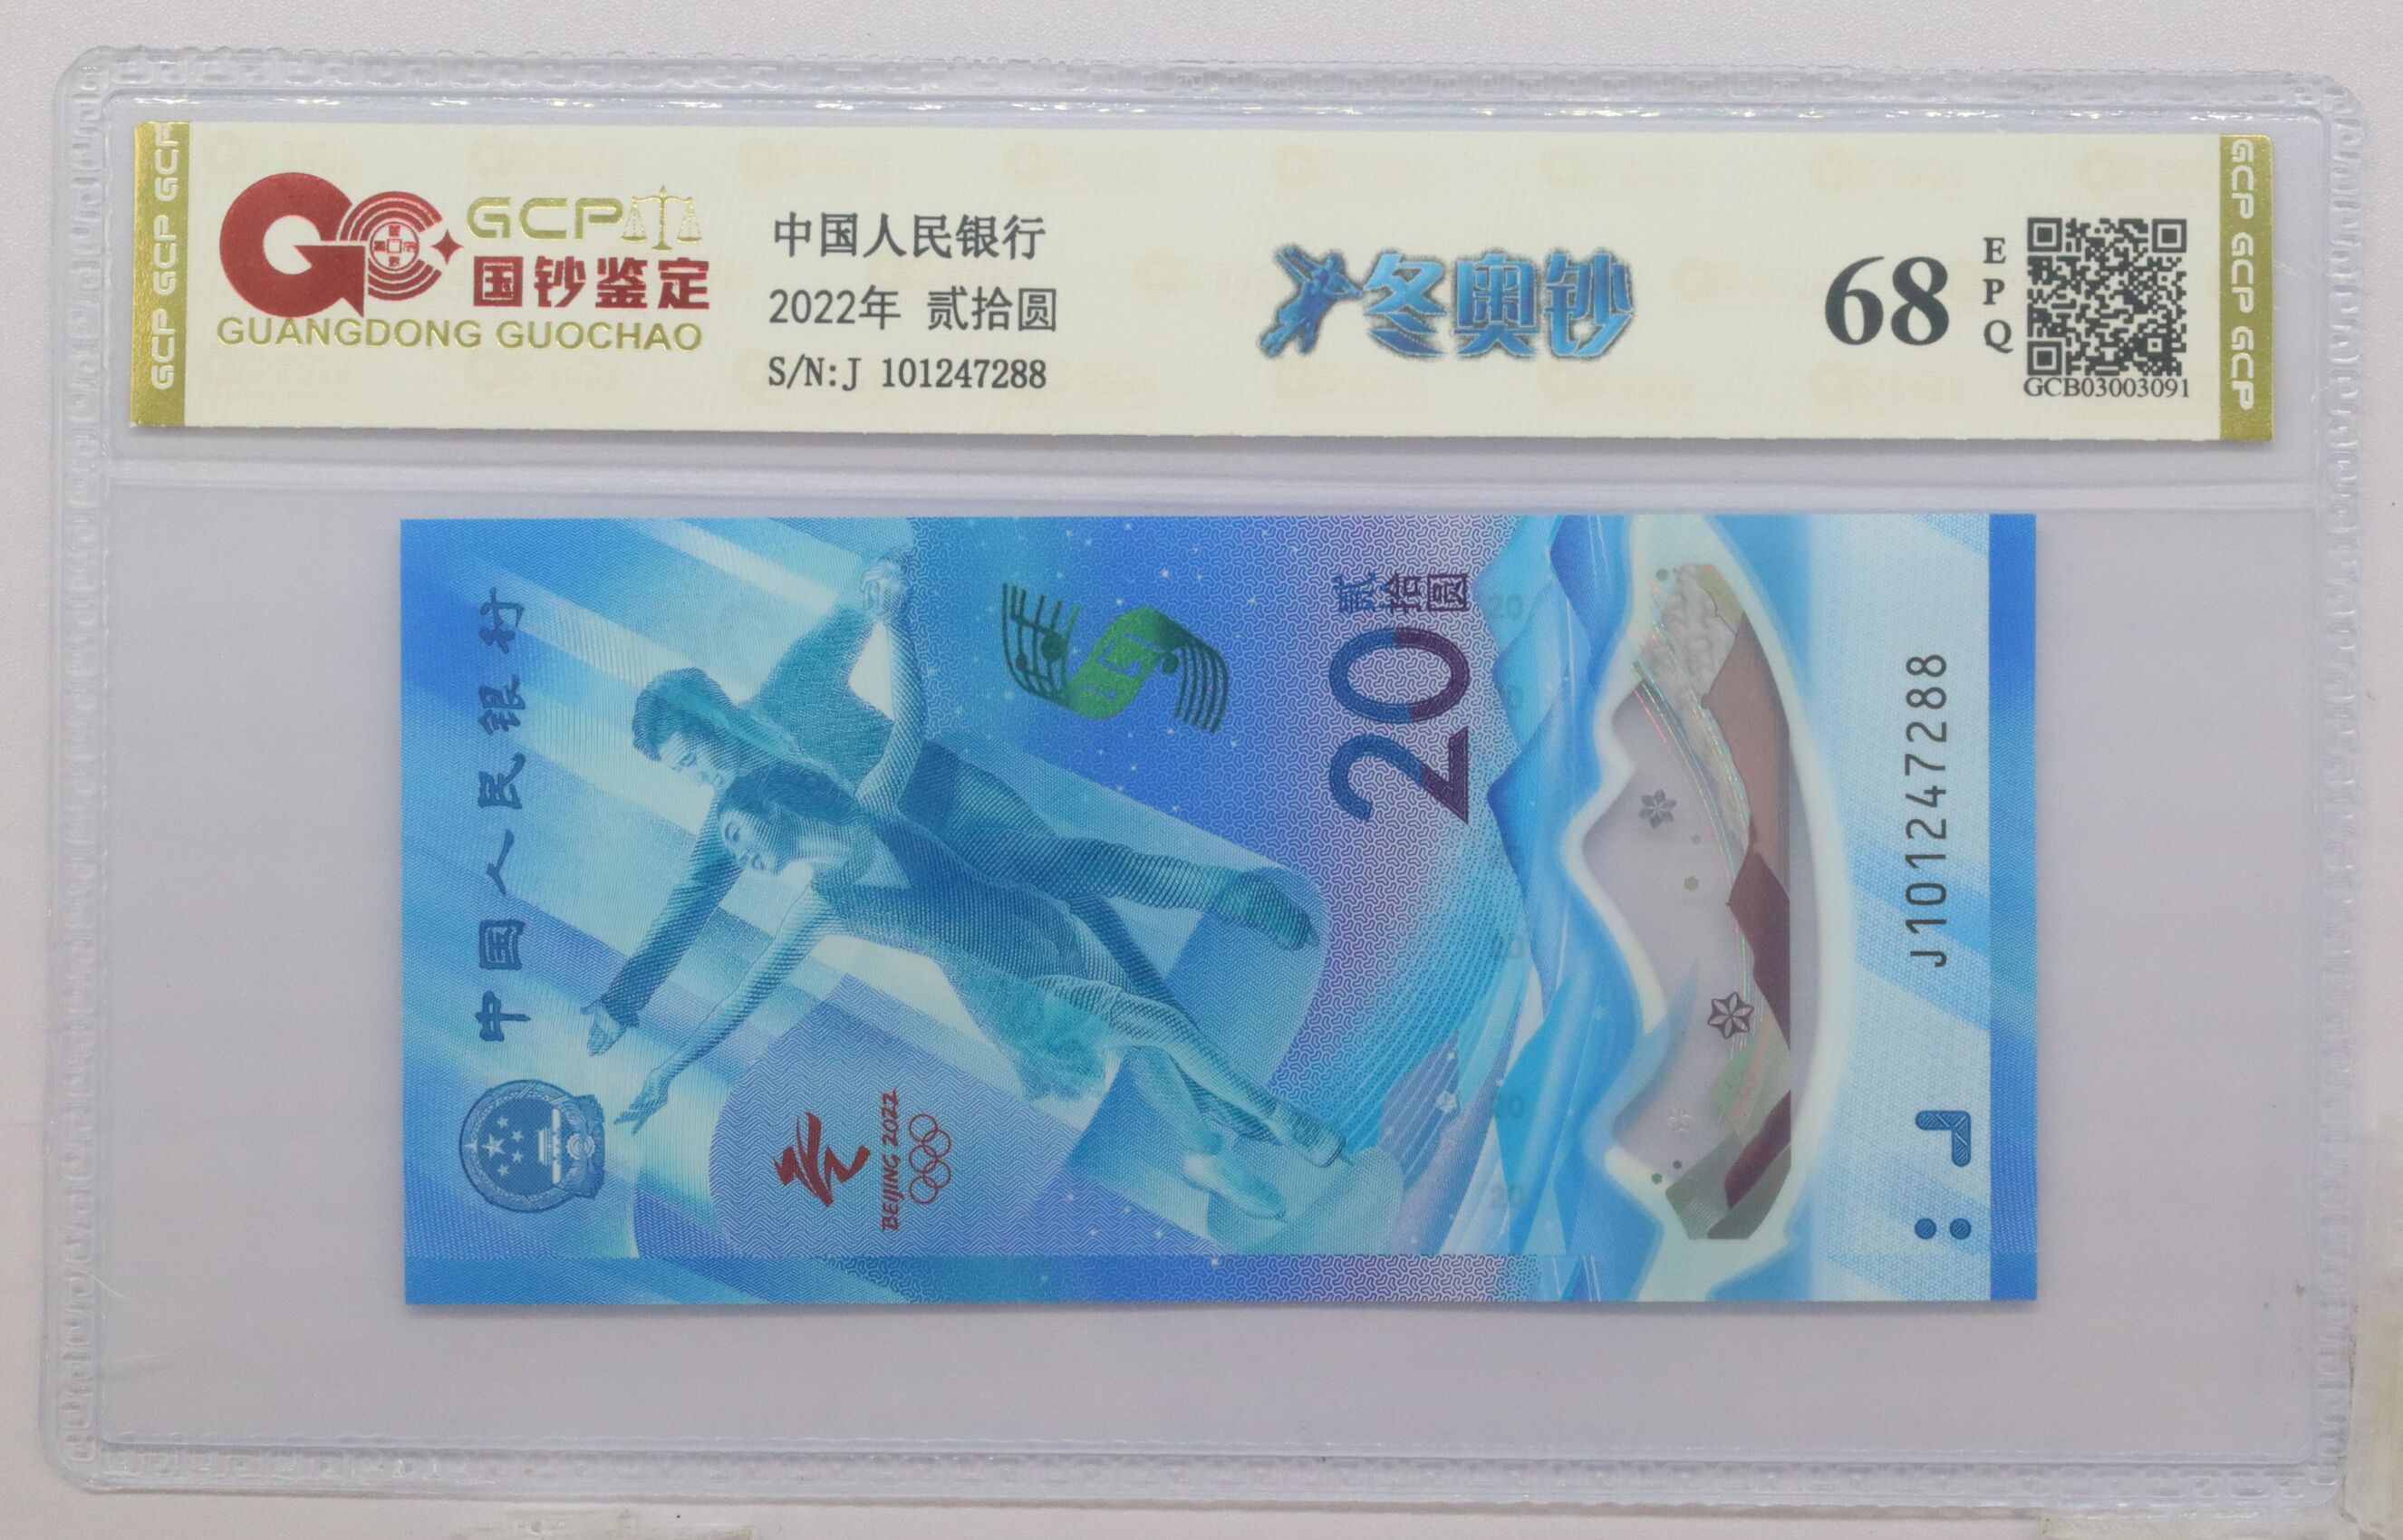 GCP GCP GCP
GCP
国钞鉴定
GUANGDONG GUOCHAO
中国人民银行
2022年 贰拾圆
S/N:J 101247288
冬奥钞
68
EPQ
GCB03003091
GCP GCP GCP
中国人民银行
BEIJING 2022
贰拾圆
20
J101247288